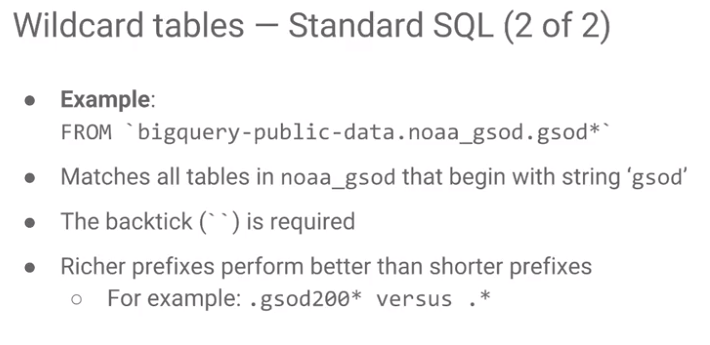 Wildcard tables — Standard SQL (2 of 2)
● Example:
FROM `bigquery-public-data.noaa_gsod.gsod*`
● Matches all tables in noaa_gsod that begin with string ‘gsod’
● The backtick (``) is required
● Richer prefixes perform better than shorter prefixes
○ For example: .gsod200* versus .*